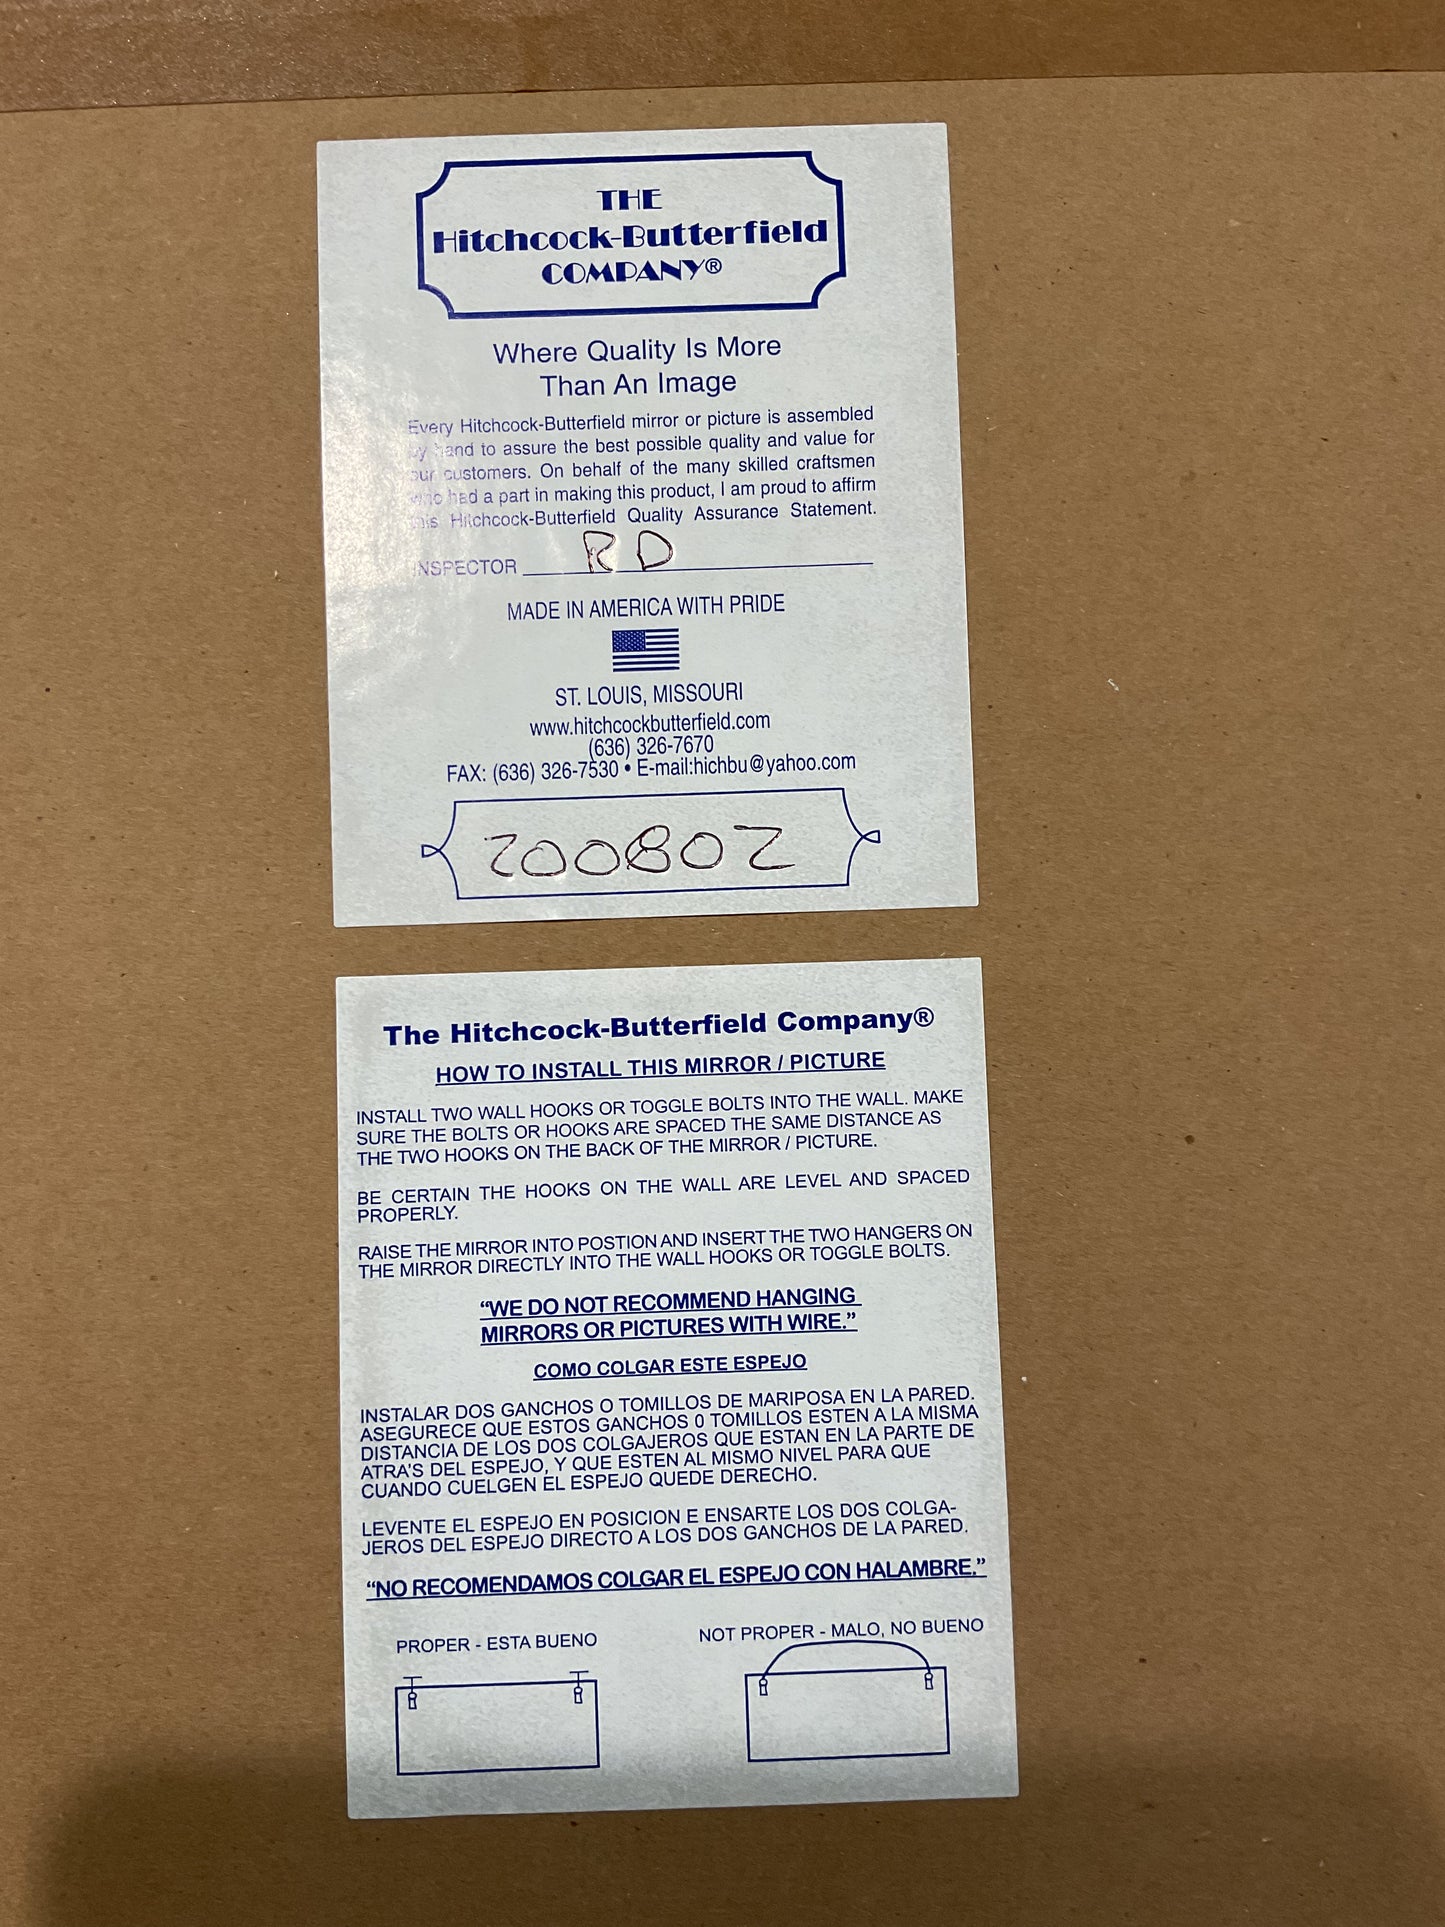 THE
Hitchcock-Butterfield
COMPANY®
Where Quality Is More
Than An Image
Every Hitchcock-Butterfield mirror or picture is assembled
by hand to assure the best possible quality and value for
our customers. On behalf of the many skilled craftsmen
who had a part in making this product, I am proud to affirm
this Hitchcock-Butterfield Quality Assurance Statement.
INSPECTOR RD
MADE IN AMERICA WITH PRIDE
ST. LOUIS, MISSOURI
www.hitchcockbutterfield.com
(636) 326-7670
FAX: (636) 326-7530 • E-mail:hichbu@yahoo.com
200802
The Hitchcock-Butterfield Company®
HOW TO INSTALL THIS MIRROR / PICTURE
INSTALL TWO WALL HOOKS OR TOGGLE BOLTS INTO THE WALL. MAKE
SURE THE BOLTS OR HOOKS ARE SPACED THE SAME DISTANCE AS
THE TWO HOOKS ON THE BACK OF THE MIRROR / PICTURE.
BE CERTAIN THE HOOKS ON THE WALL ARE LEVEL AND SPACED
PROPERLY.
RAISE THE MIRROR INTO POSTION AND INSERT THE TWO HANGERS ON
THE MIRROR DIRECTLY INTO THE WALL HOOKS OR TOGGLE BOLTS.
“WE DO NOT RECOMMEND HANGING
MIRRORS OR PICTURES WITH WIRE.”
COMO COLGAR ESTE ESPEJO
INSTALAR DOS GANCHOS O TOMILLOS DE MARIPOSA EN LA PARED.
ASEGURECE QUE ESTOS GANCHOS 0 TOMILLOS ESTEN A LA MISMA
DISTANCIA DE LOS DOS COLGAJEROS QUE ESTAN EN LA PARTE DE
ATRA'S DEL ESPEJO, Y QUE ESTEN AL MISMO NIVEL PARA QUE
CUANDO CUELGEN EL ESPEJO QUEDE DERECHO.
LEVENTE EL ESPEJO EN POSICION E ENSARTE LOS DOS COLGA-
JEROS DEL ESPEJO DIRECTO A LOS DOS GANCHOS DE LA PARED.
“NO RECOMENDAMOS COLGAR EL ESPEJO CON HALAMBRE.”
PROPER - ESTA BUENO
NOT PROPER - MALO, NO BUENO